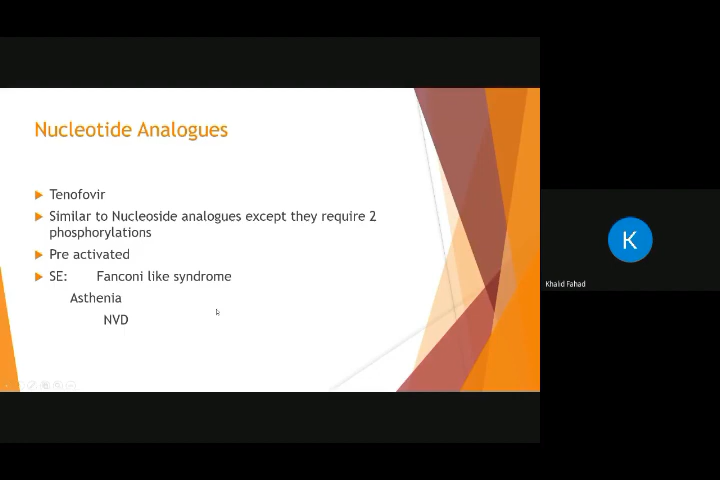 Nucleotide Analogues
Tenofovir
Similar to Nucleoside analogues except they require 2
phosphorylations
Pre activated
SE: Fanconi like syndrome
Asthenia
NVD
K
Khalid Fahad